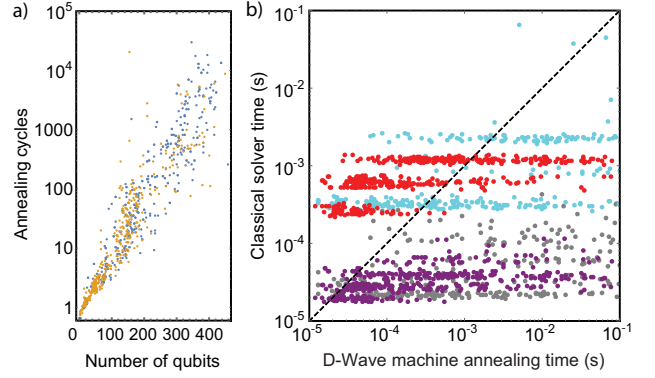 a)
10^5
10^4
1000
100
10
1
Annealing cycles
0 100 200 300 400
Number of qubits
b)
10^-1
10^-2
10^-3
10^-4
10^-5
Classical solver time (s)
10^-5 10^-4 10^-3 10^-2 10^-1
D-Wave machine annealing time (s)